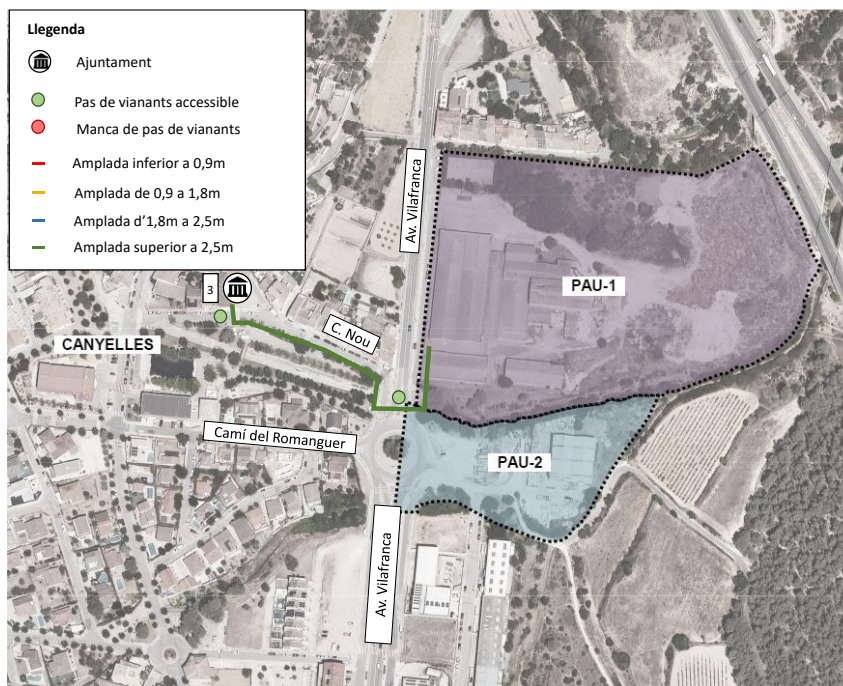 Llegenda
Ajuntament
Pas de vianants accessible
Manca de pas de vianants
Amplada inferior a 0,9m
Amplada de 0,9 a 1,8m
Amplada d'1,8m a 2,5m
Amplada superior a 2,5m
Av. Vilafranca
3
PAU-1
C. Nou
CANYELLES
Camí del Romanguer
PAU-2
Av. Vilafranca